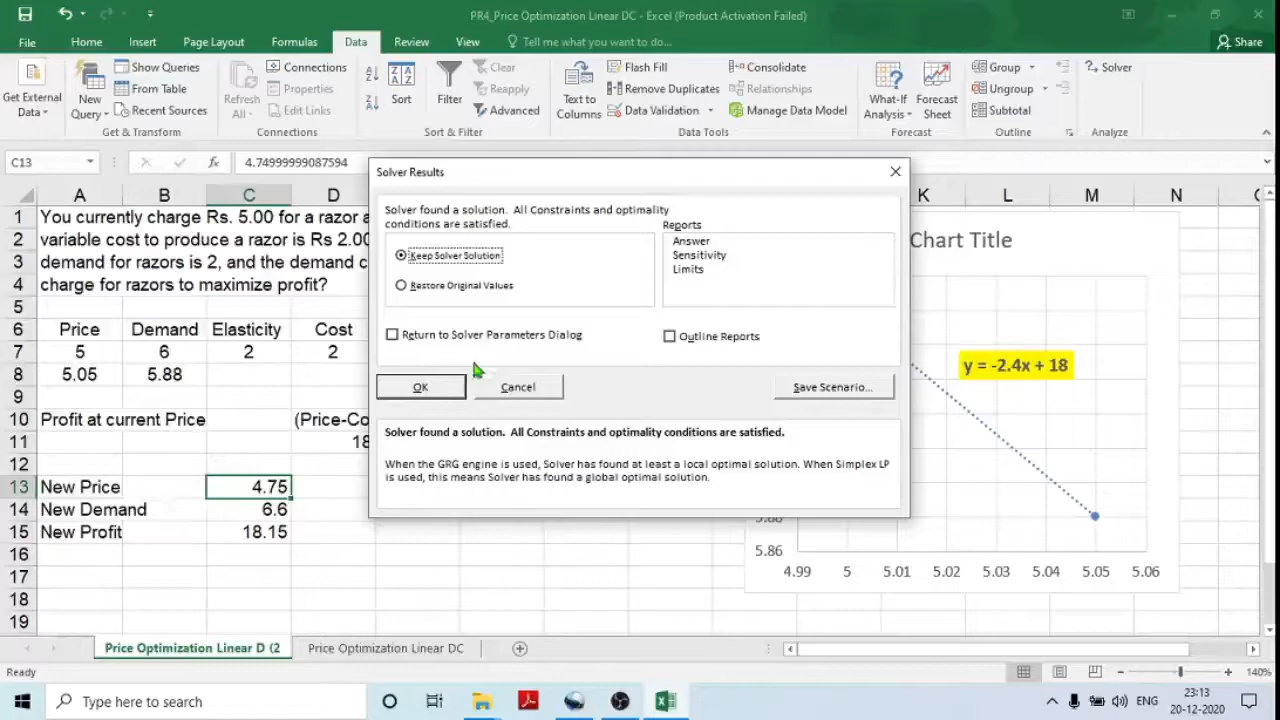 PR4_Price Optimization Linear DC - Excel (Product Activation Failed)
File Home Insert Page Layout Formulas Data Review View Tell me what you want to do... Share
Get External Data
New Query
Show Queries
From Table
Recent Sources
Get & Transform
Refresh All
Connections
Properties
Edit Links
Connections
Sort
Filter
Clear
Reapply
Advanced
Sort & Filter
Text to Columns
Flash Fill
Remove Duplicates
Data Validation
Consolidate
Relationships
Manage Data Model
Data Tools
What-If Analysis
Forecast Sheet
Forecast
Group
Ungroup
Subtotal
Outline
Solver
Analyze
C13 fx 4.74999999087594
A B C D K L M N
1 You currently charge Rs. 5.00 for a razor a
2 variable cost to produce a razor is Rs 2.00
3 demand for razors is 2, and the demand c
4 charge for razors to maximize profit?
5
6 Price Demand Elasticity Cost
7 5 6 2 2
8 5.05 5.88
9
10 Profit at current Price (Price-Co
11 18
12
13 New Price 4.75
14 New Demand 6.6
15 New Profit 18.15
16
17
18
19
Solver Results
Solver found a solution. All Constraints and optimality
conditions are satisfied.
Keep Solver Solution
Restore Original Values
Reports
Answer
Sensitivity
Limits
Return to Solver Parameters Dialog
Outline Reports
OK Cancel Save Scenario...
Solver found a solution. All Constraints and optimality conditions are satisfied.
When the GRG engine is used, Solver has found at least a local optimal solution. When Simplex LP
is used, this means Solver has found a global optimal solution.
Chart Title
y = -2.4x + 18
5.88
5.86
4.99 5 5.01 5.02 5.03 5.04 5.05 5.06
Price Optimization Linear D (2 Price Optimization Linear DC
Ready 140%
Type here to search
ENG
23:13
20-12-2020